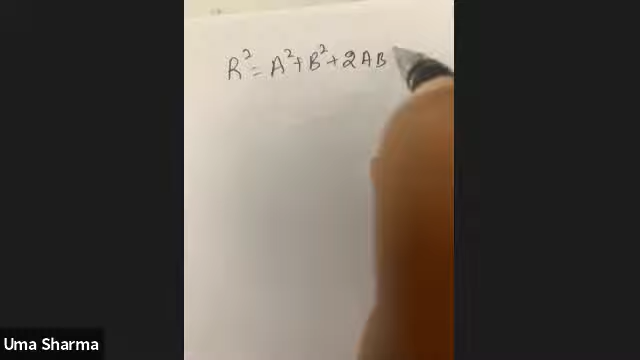 R² = A² + B² + 2AB
Uma Sharma